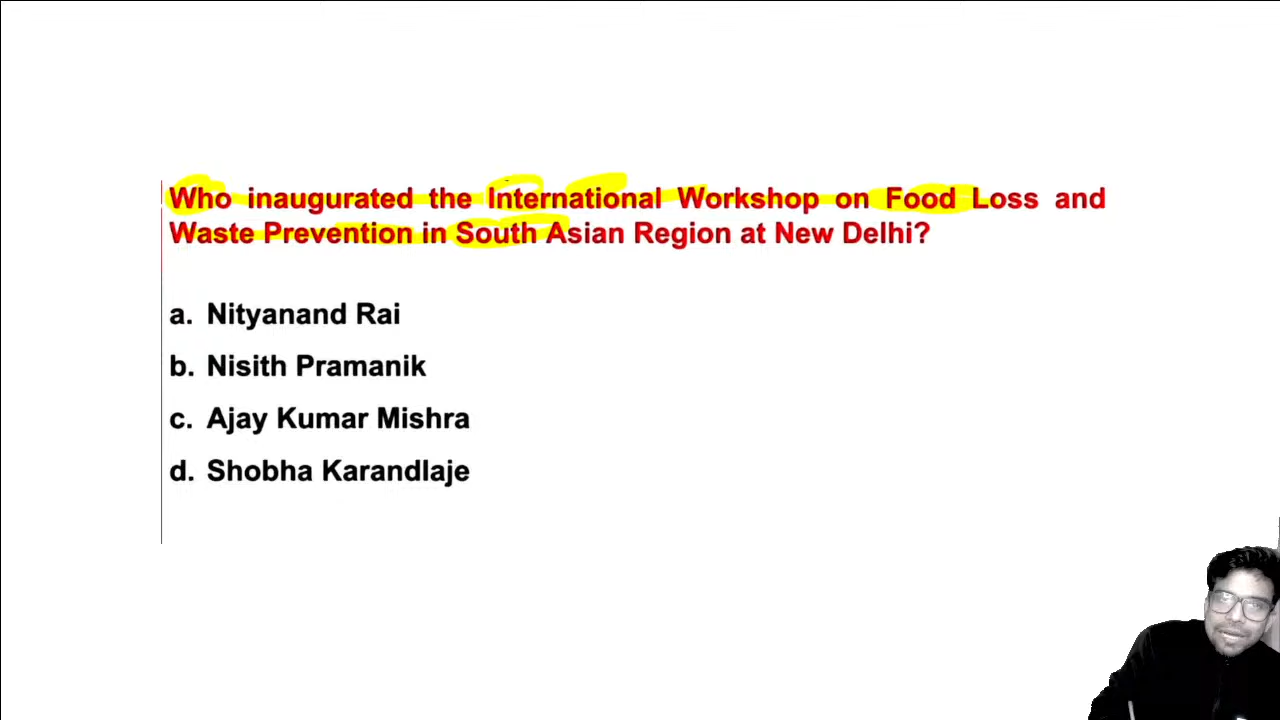 Who inaugurated the International Workshop on Food Loss and
Waste Prevention in South Asian Region at New Delhi?
a. Nityanand Rai
b. Nisith Pramanik
c. Ajay Kumar Mishra
d. Shobha Karandlaje